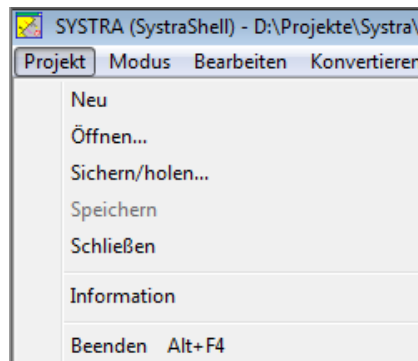 SYSTRA (SystraShell) - D:\Projekte\Systra\
Projekt Modus Bearbeiten Konvertieren
Neu
Öffnen...
Sichern/holen...
Speichern
Schließen
Information
Beenden Alt+F4